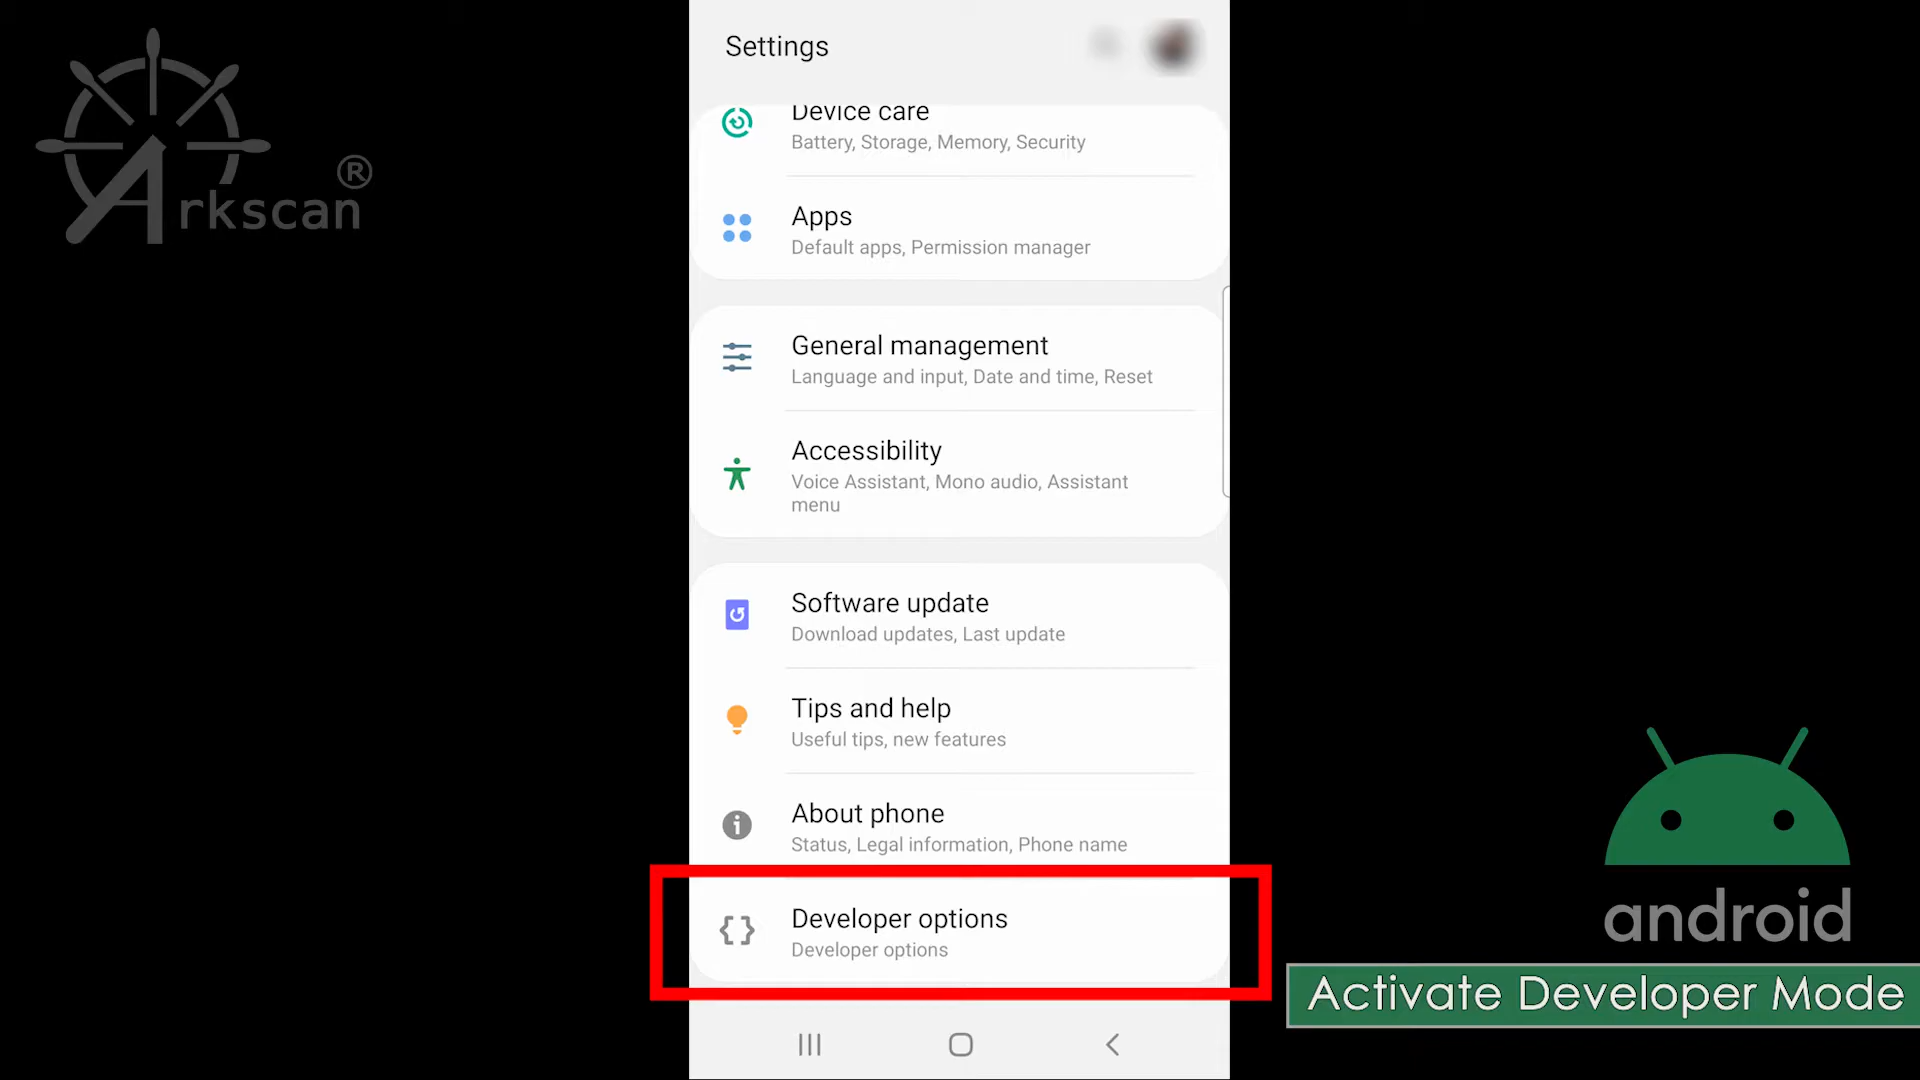 Arkscan®
Settings
Device care
Battery, Storage, Memory, Security
Apps
Default apps, Permission manager
General management
Language and input, Date and time, Reset
Accessibility
Voice Assistant, Mono audio, Assistant
menu
Software update
Download updates, Last update
Tips and help
Useful tips, new features
About phone
Status, Legal information, Phone name
Developer options
Developer options
android
Activate Developer Mode